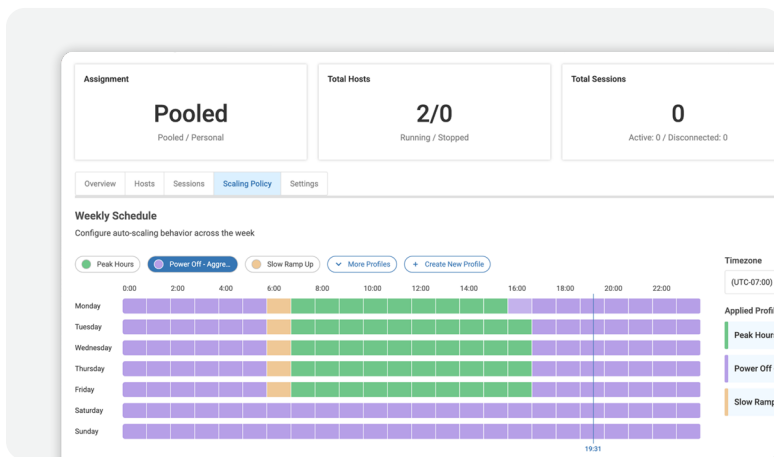 Assignment
Pooled
Pooled / Personal
Total Hosts
2/0
Running / Stopped
Total Sessions
0
Active: 0 / Disconnected: 0
Overview Hosts Sessions Scaling Policy Settings
Weekly Schedule
Configure auto-scaling behavior across the week
Peak Hours Power Off - Aggre... Slow Ramp Up More Profiles + Create New Profile
0:00 2:00 4:00 6:00 8:00 10:00 12:00 14:00 16:00 18:00 20:00 22:00
Monday
Tuesday
Wednesday
Thursday
Friday
Saturday
Sunday
19:31
Timezone
(UTC-07:00)
Applied Profil
Peak Hours
Power Off
Slow Ramp